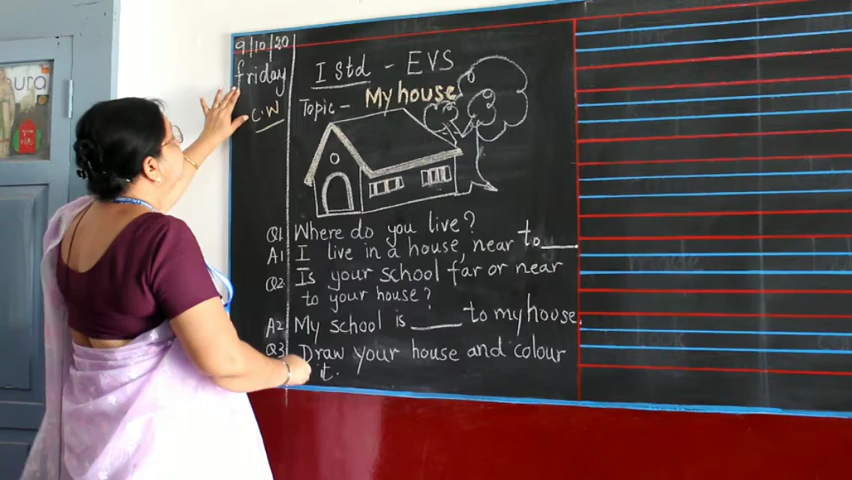 9/10/20
friday
I Std - EVS
C.W
Topic - My house
Q1 Where do you live?
A1 I live in a house, near to ____.
Q2 Is your school far or near
to your house?
A2 My school is ____ to my house.
Q3 Draw your house and colour
it.